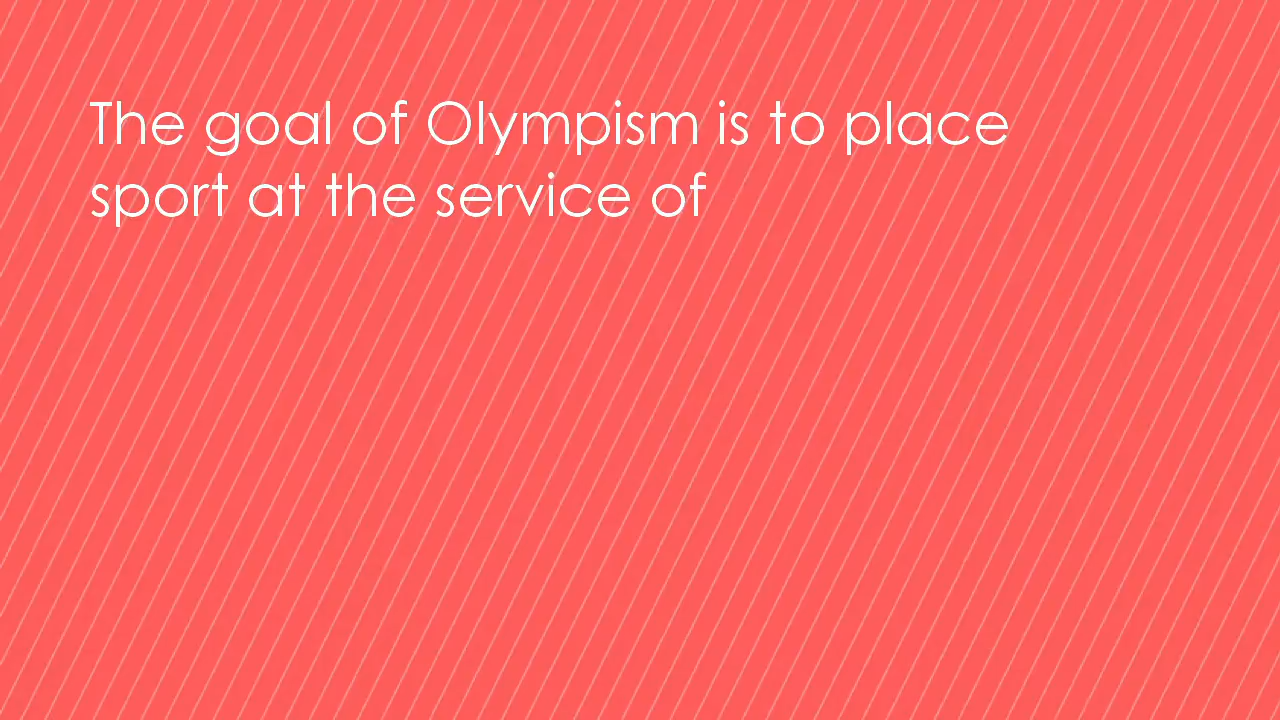 The goal of Olympism is to place
sport at the service of